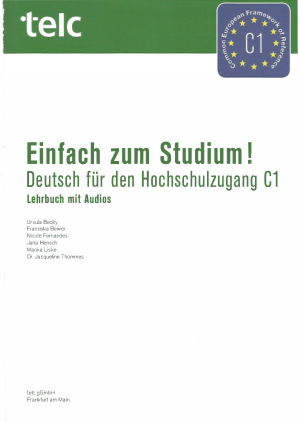 telc
Common European Framework of Reference
C1
Einfach zum Studium!
Deutsch für den Hochschulzugang C1
Lehrbuch mit Audios
Ursula Becky
Franziska Bewer
Nicole Fernandes
Jana Hensch
Marika Liske
Dr. Jacqueline Thommes
telc gGmbH
Frankfurt am Main